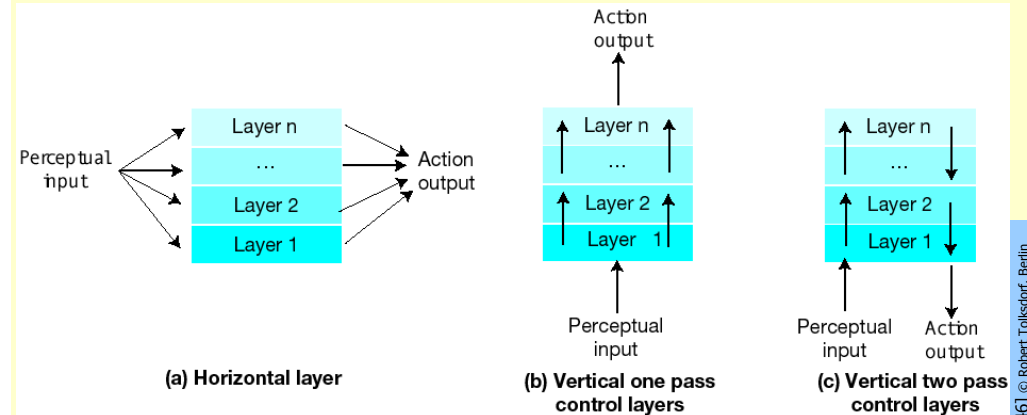 Perceptual
input
Layer n
...
Layer 2
Layer 1
Action
output
(a) Horizontal layer
Action
output
Layer n
...
Layer 2
Layer 1
Perceptual
input
(b) Vertical one pass
control layers
Layer n
...
Layer 2
Layer 1
Perceptual
input
Action
output
(c) Vertical two pass
control layers
6] © Robert Tolksdorf, Berlin